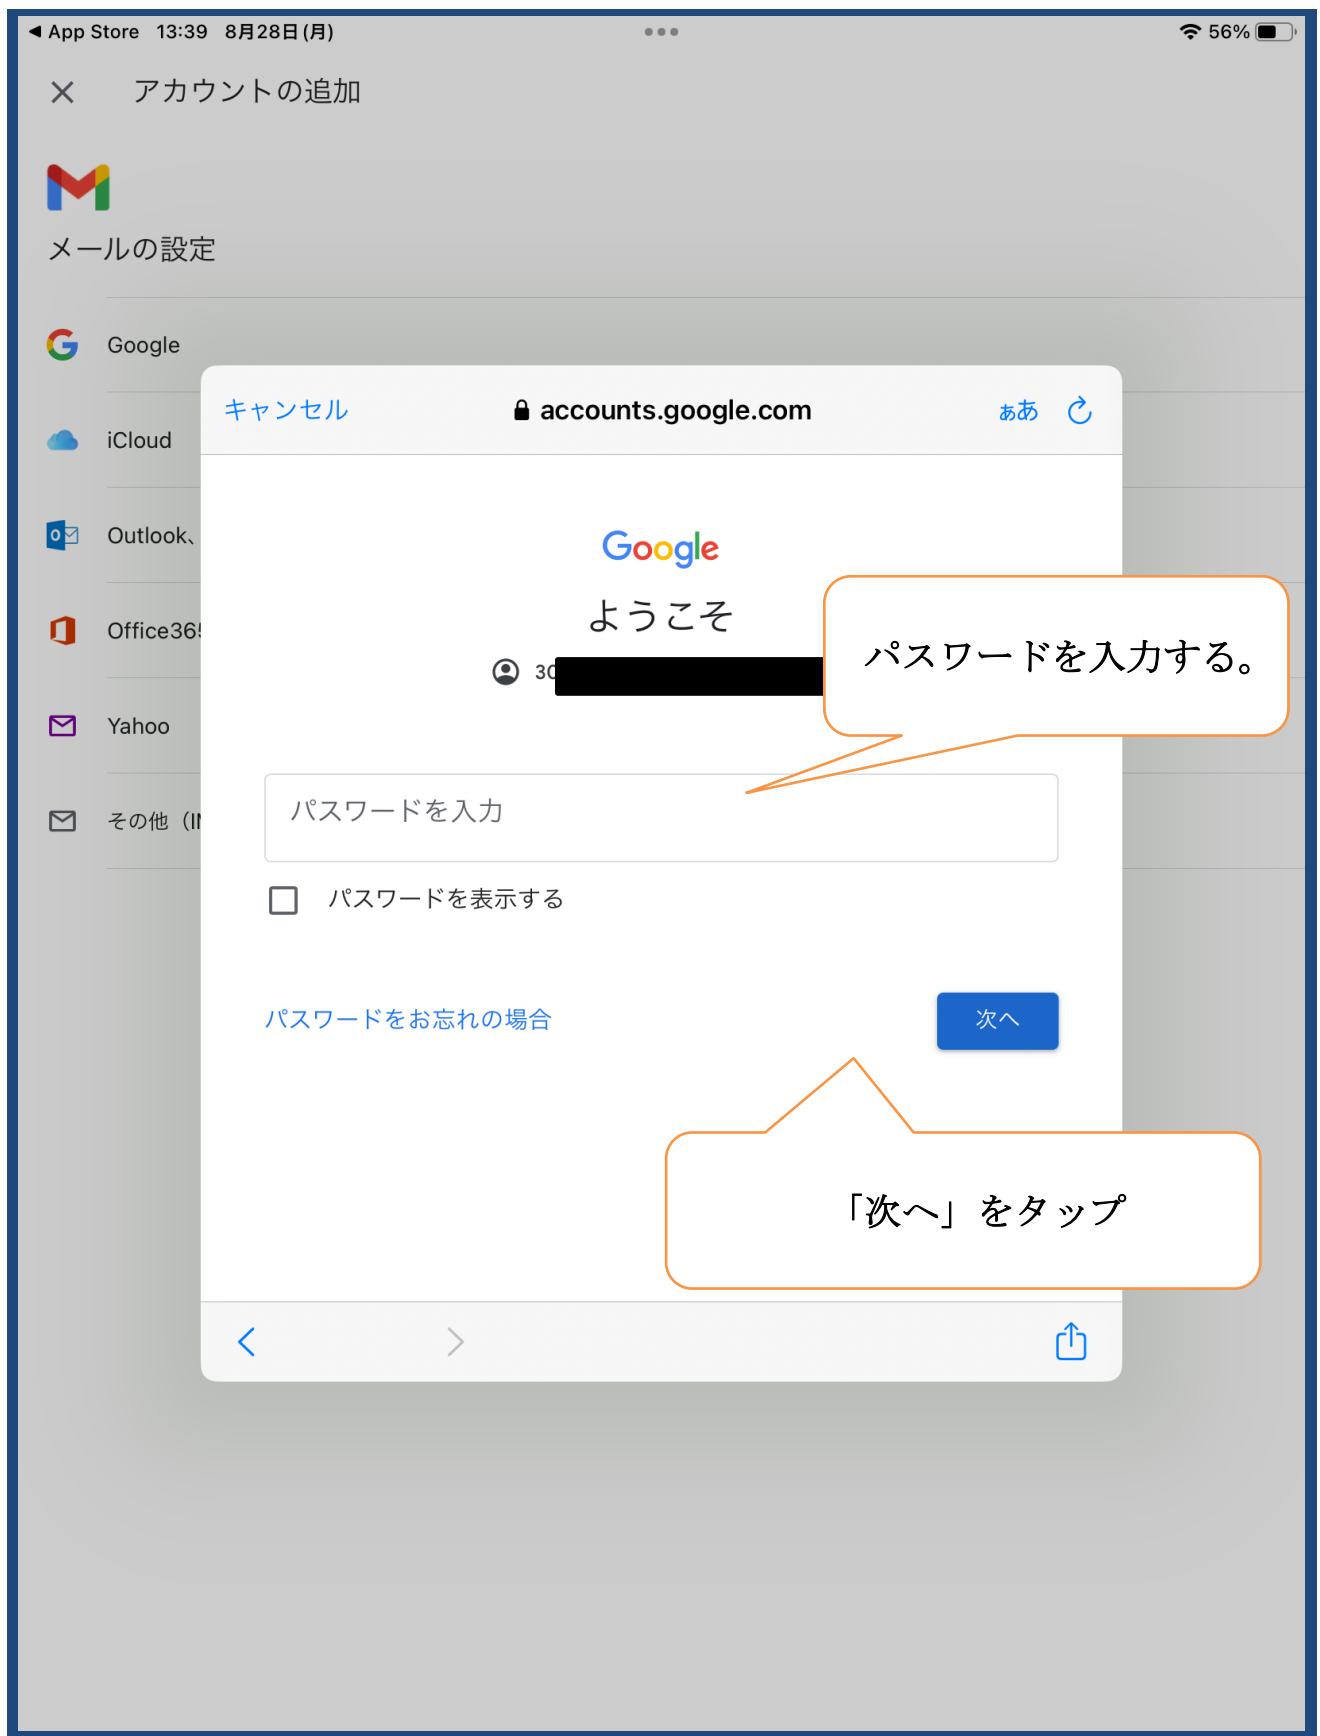 App Store 13:39 8月28日(月)
56%
アカウントの追加
メールの設定
Google
iCloud
Outlook、
Office365
Yahoo
その他（I
キャンセル
accounts.google.com
ぁあ
Google
ようこそ
30
パスワードを入力する。
パスワードを入力
パスワードを表示する
パスワードをお忘れの場合
次へ
「次へ」をタップ